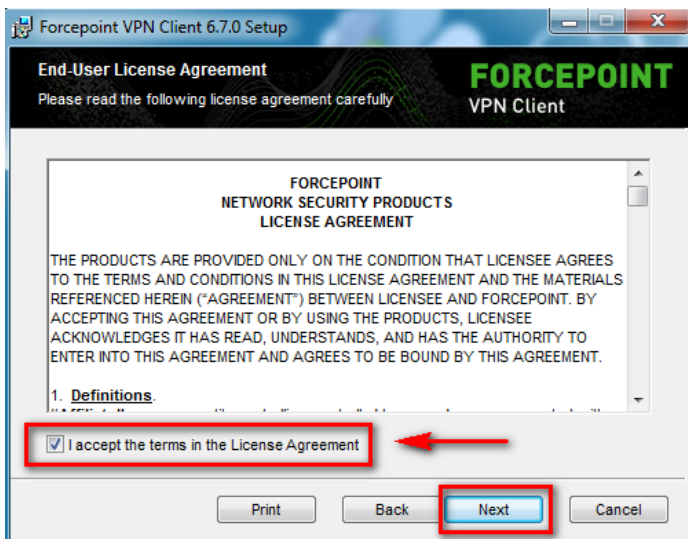 Forcepoint VPN Client 6.7.0 Setup
End-User License Agreement
Please read the following license agreement carefully
FORCEPOINT
VPN Client
FORCEPOINT
NETWORK SECURITY PRODUCTS
LICENSE AGREEMENT
THE PRODUCTS ARE PROVIDED ONLY ON THE CONDITION THAT LICENSEE AGREES
TO THE TERMS AND CONDITIONS IN THIS LICENSE AGREEMENT AND THE MATERIALS
REFERENCED HEREIN (“AGREEMENT”) BETWEEN LICENSEE AND FORCEPOINT. BY
ACCEPTING THIS AGREEMENT OR BY USING THE PRODUCTS, LICENSEE
ACKNOWLEDGES IT HAS READ, UNDERSTANDS, AND HAS THE AUTHORITY TO
ENTER INTO THIS AGREEMENT AND AGREES TO BE BOUND BY THIS AGREEMENT.
1. Definitions.
I accept the terms in the License Agreement
Print
Back
Next
Cancel